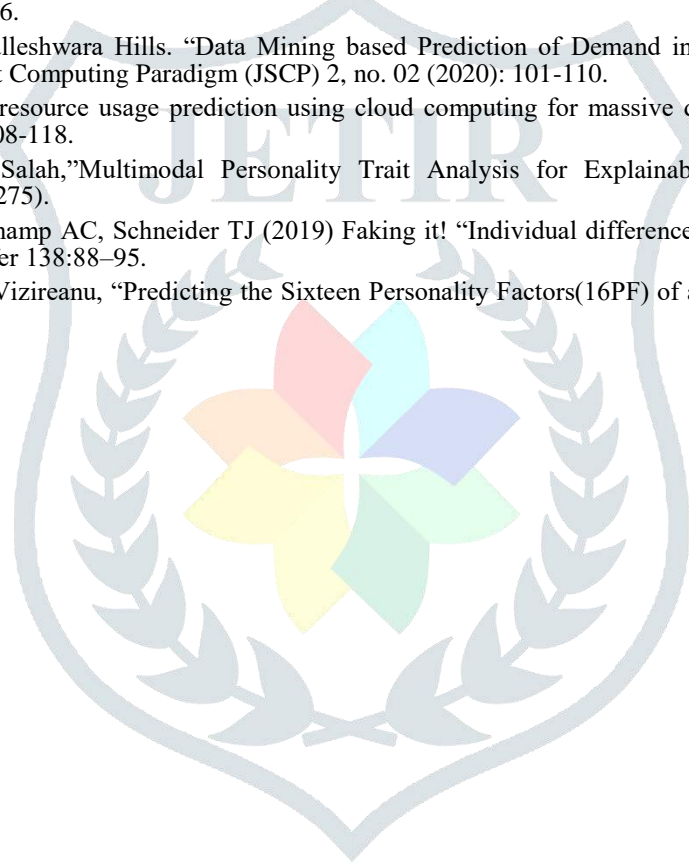 6.
alleshwara Hills. “Data Mining based Prediction of Demand in
t Computing Paradigm (JSCP) 2, no. 02 (2020): 101-110.
resource usage prediction using cloud computing for massive
08-118.
Salah,”Multimodal Personality Trait Analysis for Explainab
275).
hamp AC, Schneider TJ (2019) Faking it! “Individual difference
er 138:88–95.
Vizireanu, “Predicting the Sixteen Personality Factors(16PF) of a
JETIR